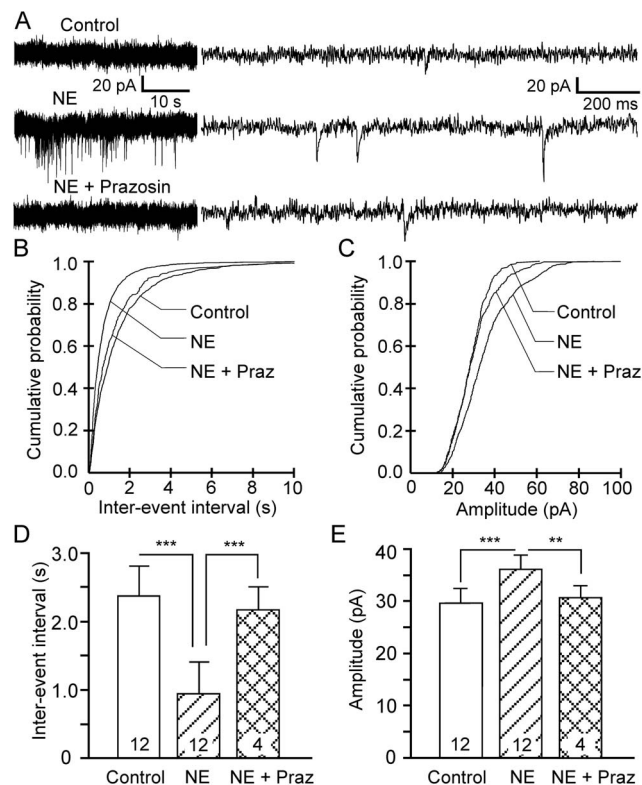 A
Control
20 pA
10 s
20 pA
200 ms
NE
NE + Prazosin
B
Cumulative probability
1.0
0.8
0.6
0.4
0.2
0.0
Control
NE
NE + Praz
0 2 4 6 8 10
Inter-event interval (s)
C
Cumulative probability
1.0
0.8
0.6
0.4
0.2
0.0
Control
NE
NE + Praz
0 20 40 60 80 100
Amplitude (pA)
D
Inter-event interval (s)
3.0
2.0
1.0
0
*** ***
12 12 4
Control NE NE + Praz
E
Amplitude (pA)
40
30
20
10
0
*** **
12 12 4
Control NE NE + Praz